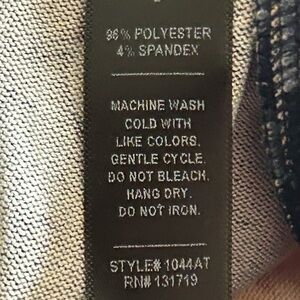 96% POLYESTER
4% SPANDEX
MACHINE WASH
COLD WITH
LIKE COLORS.
GENTLE CYCLE.
DO NOT BLEACH.
HANG DRY.
DO NOT IRON.
STYLE# 1044AT
RN# 131719